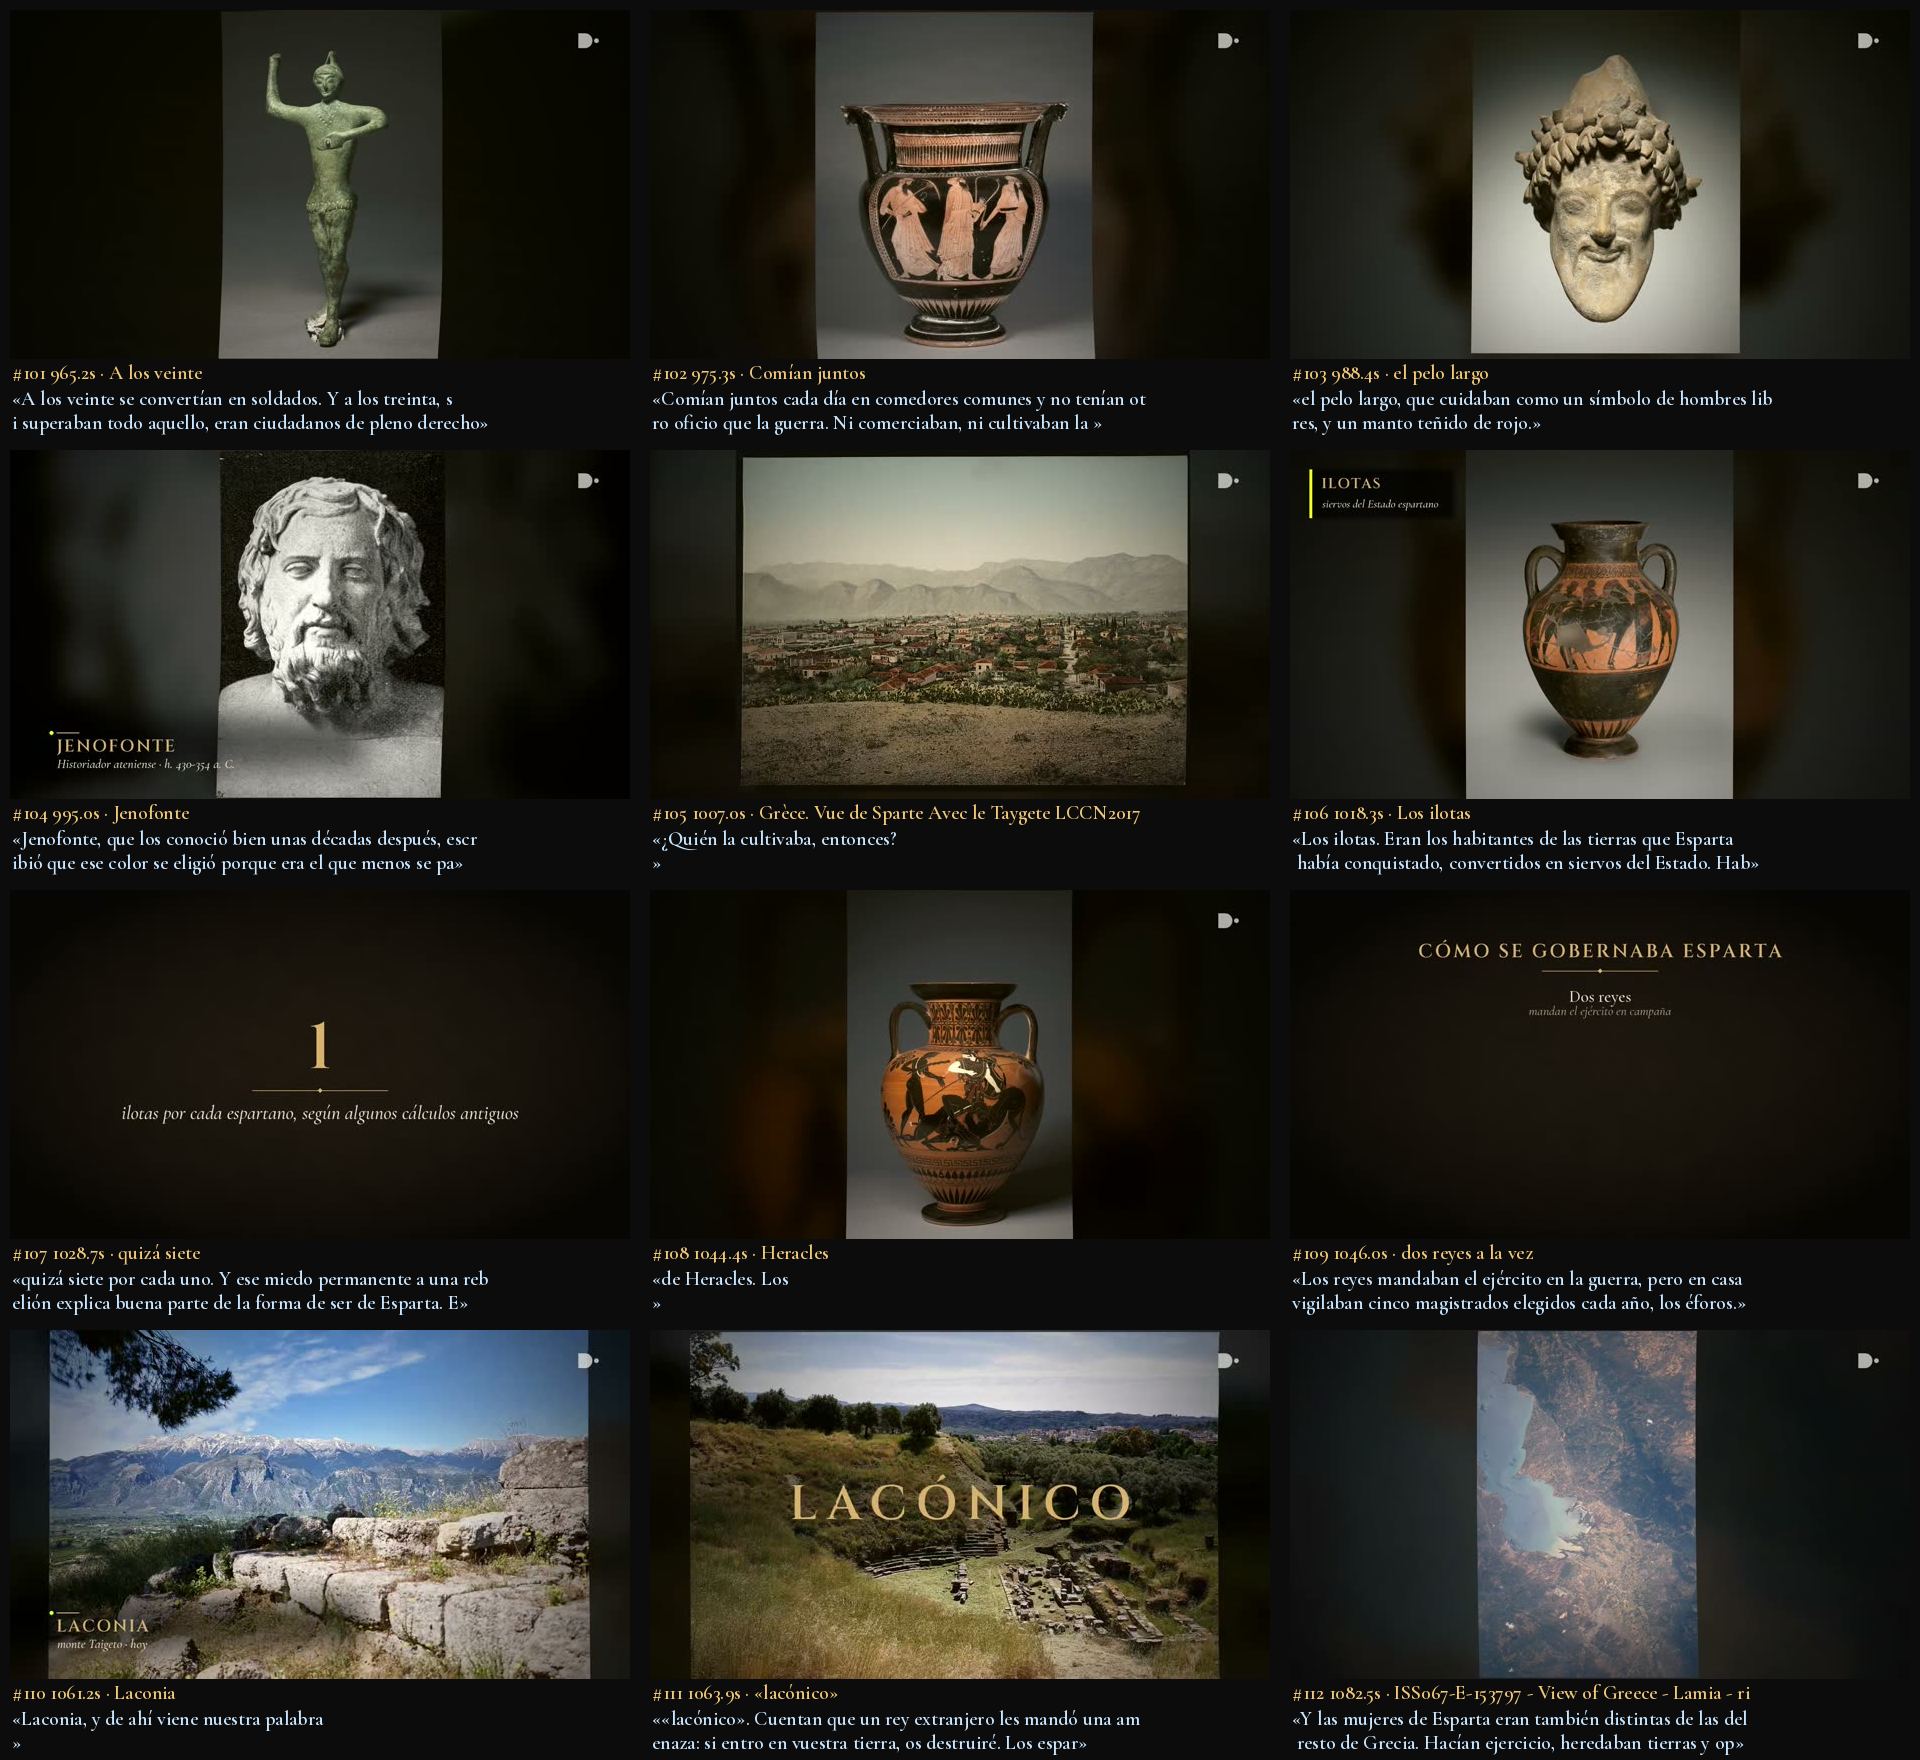 #101 965.2s · A los veinte
«A los veinte se convertían en soldados. Y a los treinta, s
i superaban todo aquello, eran ciudadanos de pleno derecho»
#102 975.3s · Comían juntos
«Comían juntos cada día en comedores comunes y no tenían ot
ro oficio que la guerra. Ni comerciaban, ni cultivaban la »
#103 988.4s · el pelo largo
«el pelo largo, que cuidaban como un símbolo de hombres lib
res, y un manto teñido de rojo.»
JENOFONTE
Historiador ateniense · h. 430-354 a. C.
#104 995.0s · Jenofonte
«Jenofonte, que los conoció bien unas décadas después, escr
ibió que ese color se eligió porque era el que menos se pa»
#105 1007.0s · Grèce. Vue de Sparte Avec le Taygete LCCN2017
«¿Quién la cultivaba, entonces?
»
ILOTAS
siervos del Estado espartano
#106 1018.3s · Los ilotas
«Los ilotas. Eran los habitantes de las tierras que Esparta
había conquistado, convertidos en siervos del Estado. Hab»
1
ilotas por cada espartano, según algunos cálculos antiguos
#107 1028.7s · quizá siete
«quizá siete por cada uno. Y ese miedo permanente a una reb
elión explica buena parte de la forma de ser de Esparta. E»
#108 1044.4s · Heracles
«de Heracles. Los
»
CÓMO SE GOBERNABA ESPARTA
Dos reyes
mandan el ejército en campaña
#109 1046.0s · dos reyes a la vez
«Los reyes mandaban el ejército en la guerra, pero en casa
vigilaban cinco magistrados elegidos cada año, los éforos.»
LACONIA
monte Taigeto · hoy
#110 1061.2s · Laconia
«Laconia, y de ahí viene nuestra palabra
»
LACÓNICO
#111 1063.9s · «lacónico»
««lacónico». Cuentan que un rey extranjero les mandó una am
enaza: si entro en vuestra tierra, os destruiré. Los espar»
#112 1082.5s · ISS067-E-153797 - View of Greece - Lamia - ri
«Y las mujeres de Esparta eran también distintas de las del
resto de Grecia. Hacían ejercicio, heredaban tierras y op»